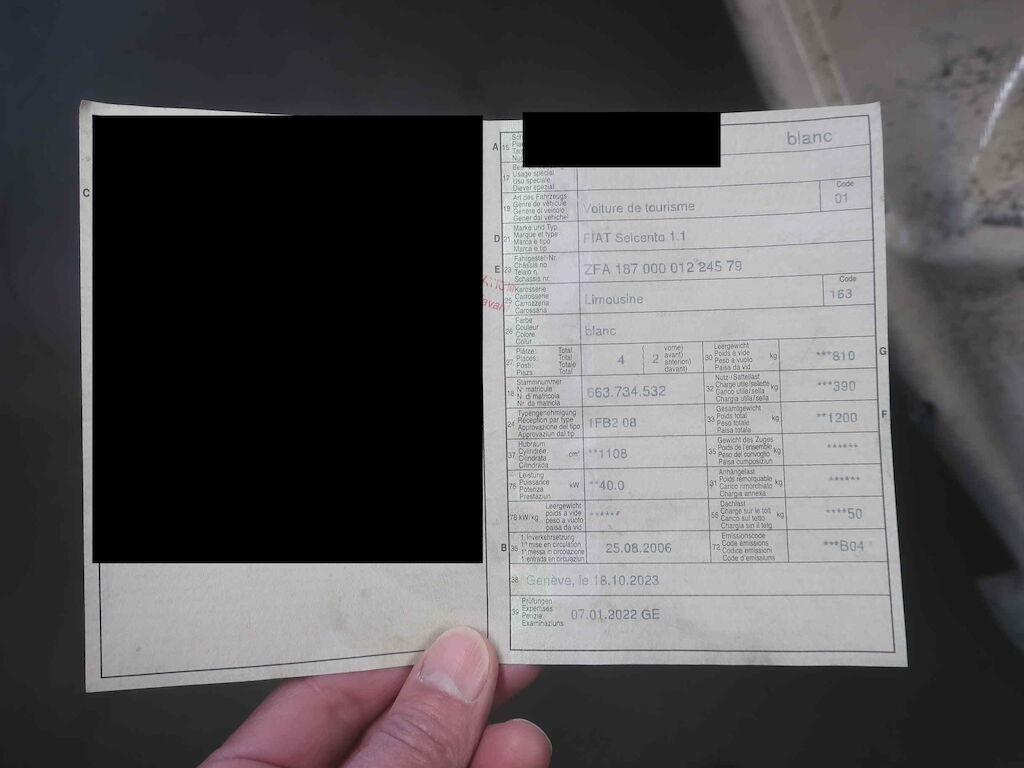 C
A 15 Sch
Pla
Tar
Nu
blanc
17
Usage spécial
Uso speciale
Diever spezial
19 Art des Fahrzeugs
Genre de véhicule
Genere di veicolo
Gener dal vehichel
Voiture de tourisme
Code
01
D 21 Marke und Typ
Marque et type
Marca e tipo
Marca e tip
FIAT Seicento 1.1
E 23 Fahrgestell-Nr.
Châssis no.
Telaio n.
Schassis nr.
ZFA 187 000 012 245 79
25 Karosserie
Carrosserie
Carrozzeria
Carossaria
Limousine
Code
163
26 Farbe
Couleur
Colore
Colur
blanc
27 Plätze: Total
Places: Total
Posti: Totale
Plazs: Total
4
( vorne)
( avant)
( anteriori)
( davant)
2
30 Leergewicht
Poids à vide
Peso a vuoto
Paisa da vid
kg
***810
G
18 Stammnummer
N° matricule
N. di matricola
Nr. da matricla
663.734.532
32 Nutz-/Sattellast
Charge utile/sellette
Carico utile/sella
Chargia utila/sella
kg
***390
24 Typengenehmigung
Réception par type
Approvazione del tipo
Approvaziun dal tip
1FB2 08
33 Gesamtgewicht
Poids total
Peso totale
Paisa totala
kg
**1200
F
37 Hubraum
Cylindrée
Cilindrata
Cilindrada
cm³
**1108
35 Gewicht des Zuges
Poids de l'ensemble
Peso del convoglio
Paisa cumposiziun
kg
******
76 Leistung
Puissance
Potenza
Prestaziun
kW
**40.0
31 Anhängelast
Poids remorquable
Carico rimorchiato
Chargia annexa
kg
******
78 kW/kg
Leergewicht
poids à vide
peso a vuoto
paisa da vid
******
55 Dachlast
Charge sur le toit
Carico sul tetto
Chargia sin il tetg
kg
****50
B 36 1. Inverkehrsetzung
1re mise en circulation
1a messa in circolazione
1. entrada en circulaziun
25.08.2006
72 Emissionscode
Code émissions
Codice emissioni
Code d'emissiuns
***B04
38 Genève, le 18.10.2023
39 Prüfungen
Expertises
Perizie
Examinaziuns
07.01.2022 GE